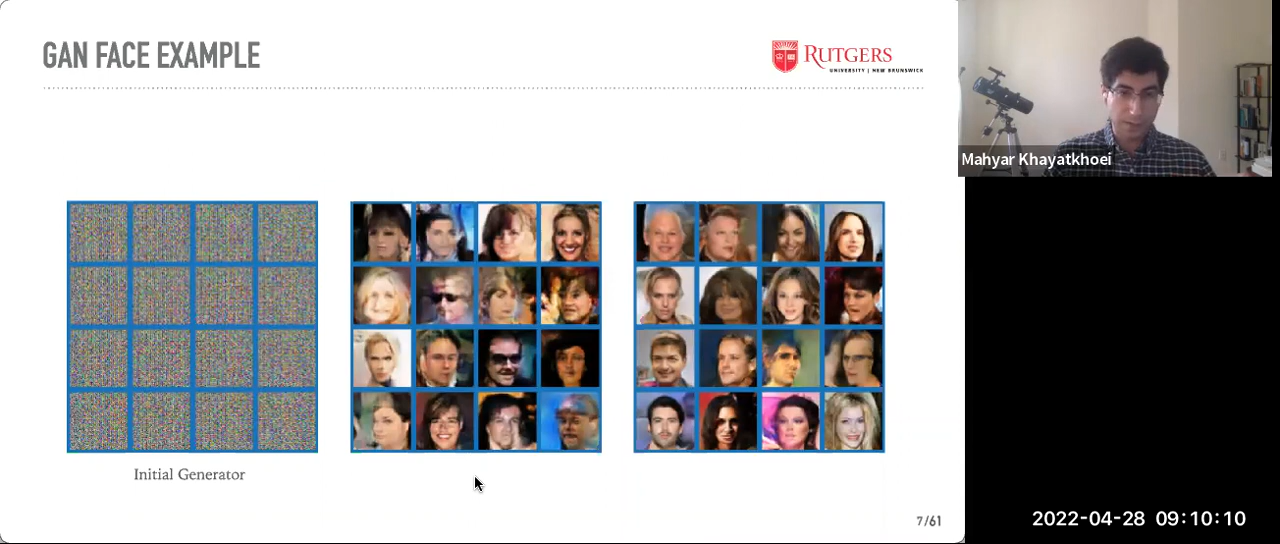 GAN FACE EXAMPLE
RUTGERS
UNIVERSITY | NEW BRUNSWICK
Mahyar Khayatkhoei
Initial Generator
7/61
2022-04-28 09:10:10